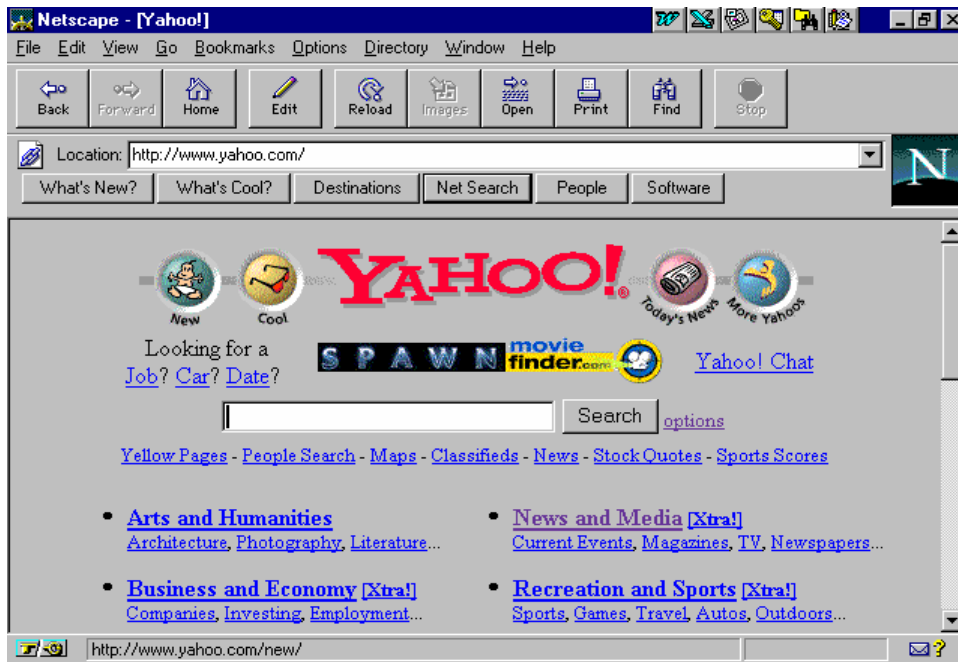 Netscape - [Yahoo!]
File Edit View Go Bookmarks Options Directory Window Help
Back Forward Home Edit Reload Images Open Print Find Stop
Location: http://www.yahoo.com/
N
What's New? What's Cool? Destinations Net Search People Software
YAHOO!®
New Cool Today's News More Yahoos
Looking for a
Job? Car? Date?
SPAWN movie
finder.com
Yahoo! Chat
Search options
Yellow Pages - People Search - Maps - Classifieds - News - Stock Quotes - Sports Scores
• Arts and Humanities
Architecture, Photography, Literature...
• News and Media [Xtra!]
Current Events, Magazines, TV, Newspapers...
• Business and Economy [Xtra!]
Companies, Investing, Employment...
• Recreation and Sports [Xtra!]
Sports, Games, Travel, Autos, Outdoors...
http://www.yahoo.com/new/